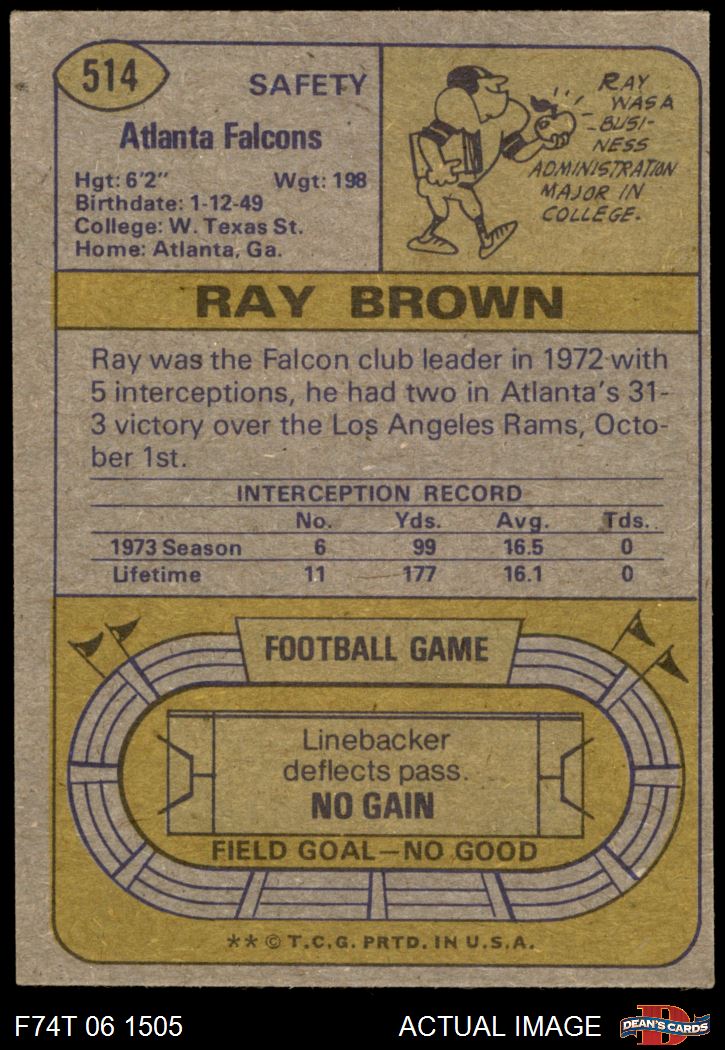 514
SAFETY
Atlanta Falcons
Hgt: 6'2" Wgt: 198
Birthdate: 1-12-49
College: W. Texas St.
Home: Atlanta, Ga.
RAY
WAS A
BUSI-
NESS
ADMINISTRATION
MAJOR IN
COLLEGE.
RAY BROWN
Ray was the Falcon club leader in 1972 with
5 interceptions, he had two in Atlanta's 31-
3 victory over the Los Angeles Rams, Octo-
ber 1st.
INTERCEPTION RECORD
No. Yds. Avg. Tds.
1973 Season 6 99 16.5 0
Lifetime 11 177 16.1 0
FOOTBALL GAME
Linebacker
deflects pass.
NO GAIN
FIELD GOAL—NO GOOD
** © T.C.G. PRTD. IN U.S.A.
F74T 06 1505 ACTUAL IMAGE
D
DEAN'S CARDS